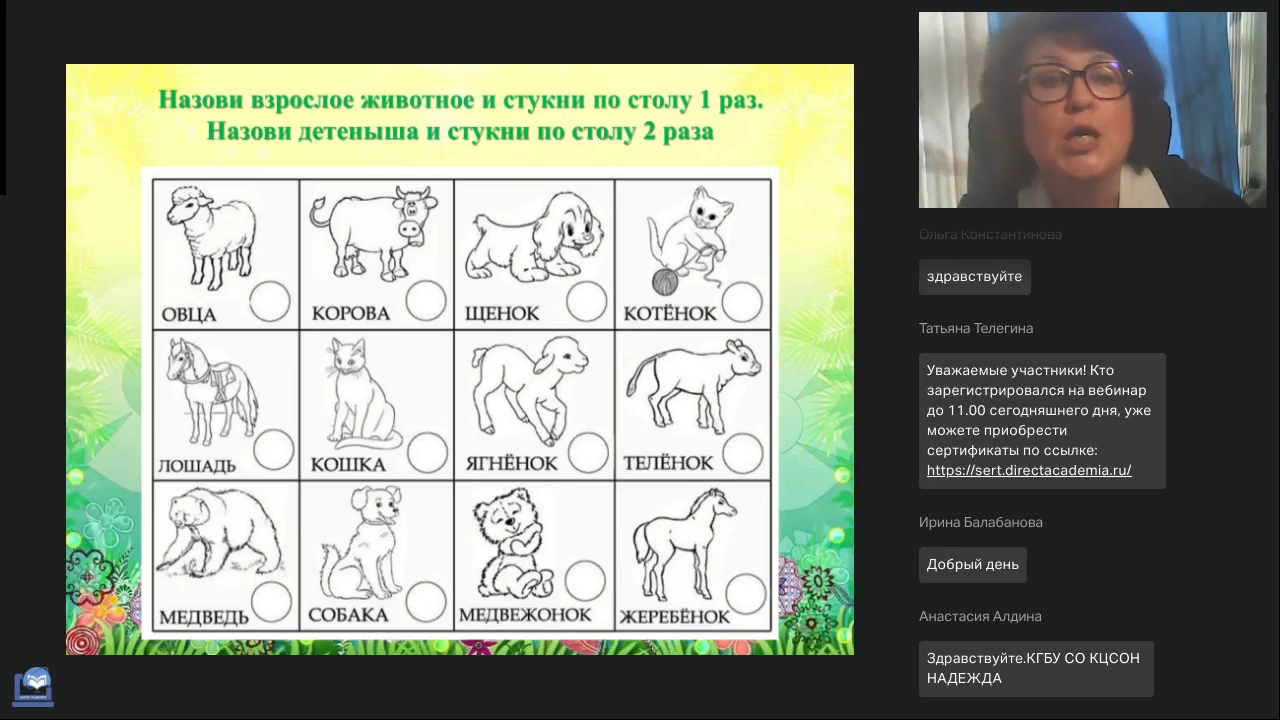 Назови взрослое животное и стукни по столу 1 раз.
Назови детеныша и стукни по столу 2 раза
ОВЦА
КОРОВА
ЩЕНОК
КОТЁНОК
ЛОШАДЬ
КОШКА
ЯГНЁНОК
ТЕЛЁНОК
МЕДВЕДЬ
СОБАКА
МЕДВЕЖОНОК
ЖЕРЕБЁНОК
Ольга Константинова
здравствуйте
Татьяна Телегина
Уважаемые участники! Кто
зарегистрировался на вебинар
до 11.00 сегодняшнего дня, уже
можете приобрести
сертификаты по ссылке:
https://sert.directacademia.ru/
Ирина Балабанова
Добрый день
Анастасия Алдина
Здравствуйте.КГБУ СО КЦСОН
НАДЕЖДА